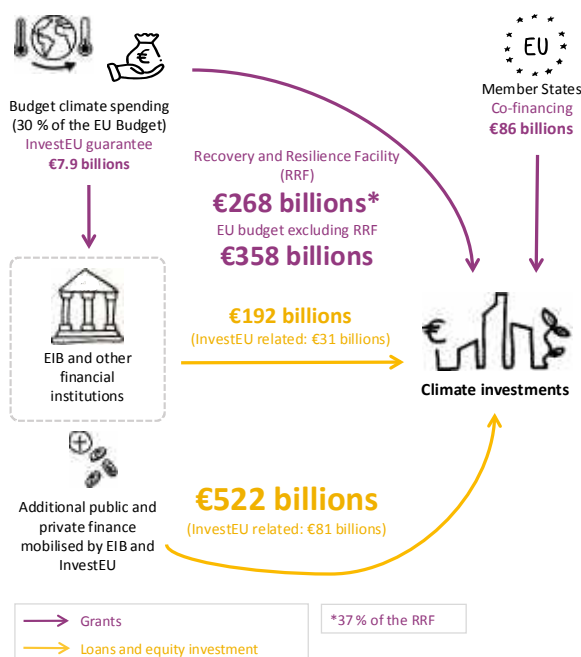 EU
Budget climate spending
(30 % of the EU Budget)
InvestEU guarantee
€7.9 billions
Member States
Co-financing
€86 billions
Recovery and Resilience Facility
(RRF)
€268 billions*
EU budget excluding RRF
€358 billions
€192 billions
(InvestEU related: €31 billions)
EIB and other
financial
institutions
Climate investments
Additional public and
private finance
mobilised by EIB and
InvestEU
€522 billions
(InvestEU related: €81 billions)
Grants
Loans and equity investment
*37 % of the RRF